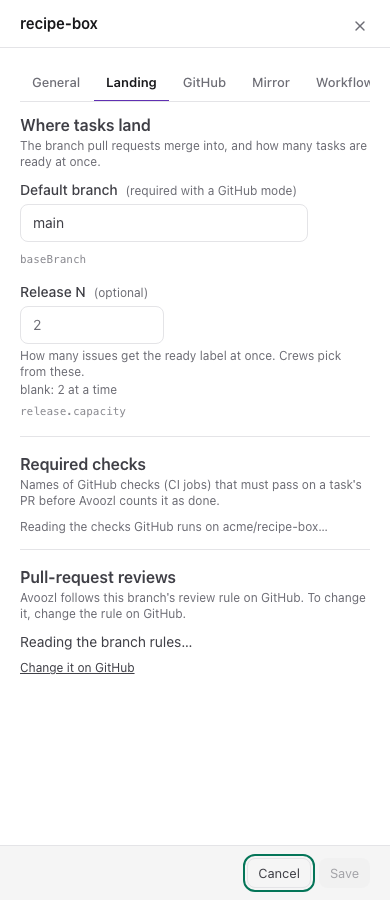 recipe-box
General
Landing
GitHub
Mirror
Workflow
Where tasks land
The branch pull requests merge into, and how many tasks are
ready at once.
Default branch (required with a GitHub mode)
main
baseBranch
Release N (optional)
2
How many issues get the ready label at once. Crews pick
from these.
blank: 2 at a time
release.capacity
Required checks
Names of GitHub checks (CI jobs) that must pass on a task's
PR before Avoozl counts it as done.
Reading the checks GitHub runs on acme/recipe-box...
Pull-request reviews
Avoozl follows this branch's review rule on GitHub. To change
it, change the rule on GitHub.
Reading the branch rules...
Change it on GitHub
Cancel
Save